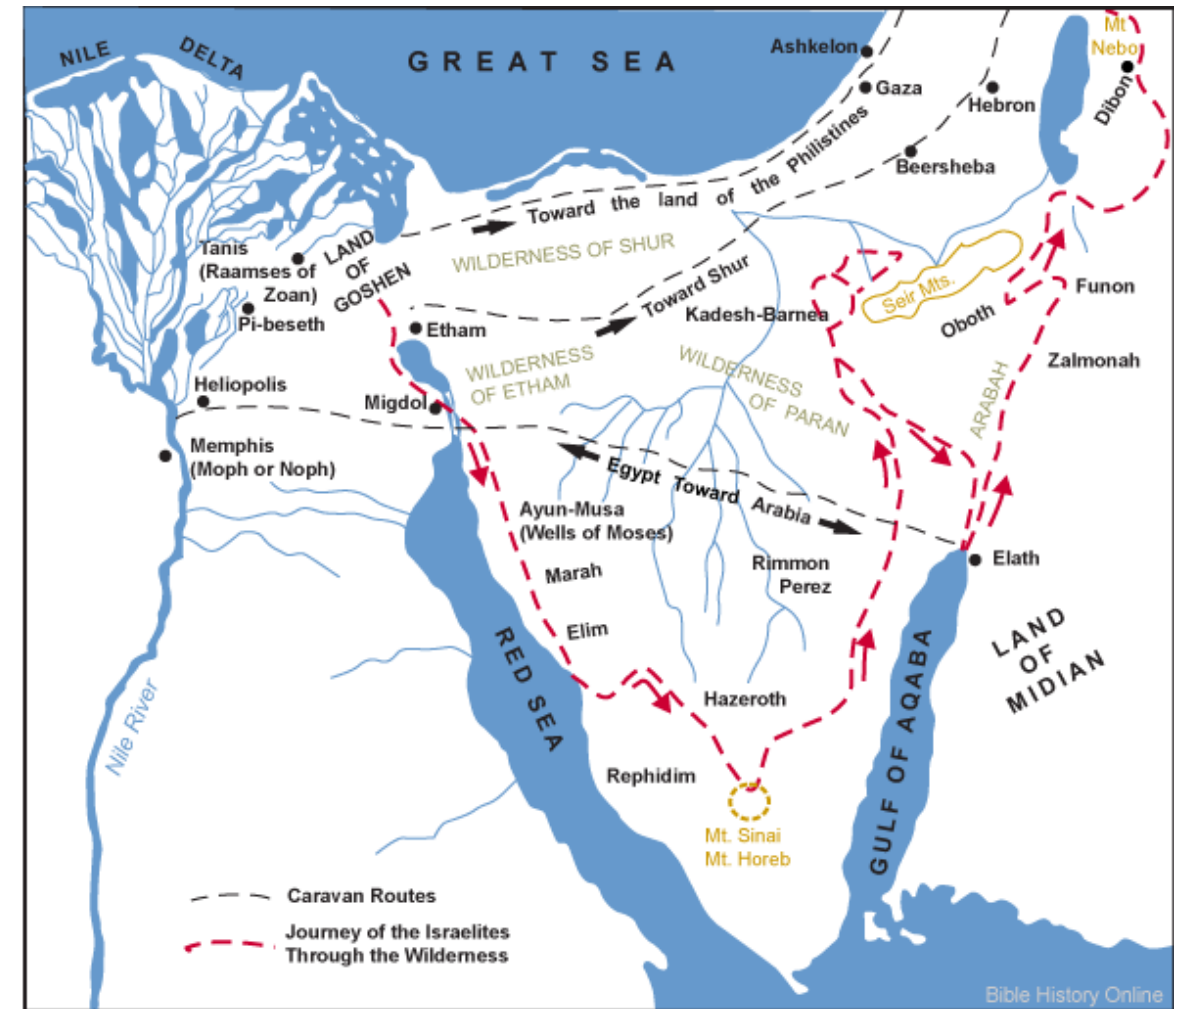 NILE DELTA
GREAT SEA
Ashkelon
Gaza
Hebron
Beersheba
Mt
Nebo
Dibon
Toward the land of the Philistines
Tanis
(Raamses of
Zoan)
LAND
OF
GOSHEN
WILDERNESS OF SHUR
Toward Shur
Pi-beseth
Etham
Kadesh-Barnea
Seir Mts.
Oboth
Funon
Zalmonah
ARABAH
WILDERNESS
OF ETHAM
WILDERNESS
OF PARAN
Heliopolis
Migdol
Memphis
(Moph or Noph)
Egypt Toward Arabia
Ayun-Musa
(Wells of Moses)
Marah
Elim
Rimmon
Perez
Elath
LAND
OF
MIDIAN
RED SEA
GULF OF AQABA
Nile River
Hazeroth
Rephidim
Mt. Sinai
Mt. Horeb
Caravan Routes
Journey of the Israelites
Through the Wilderness
Bible History Online